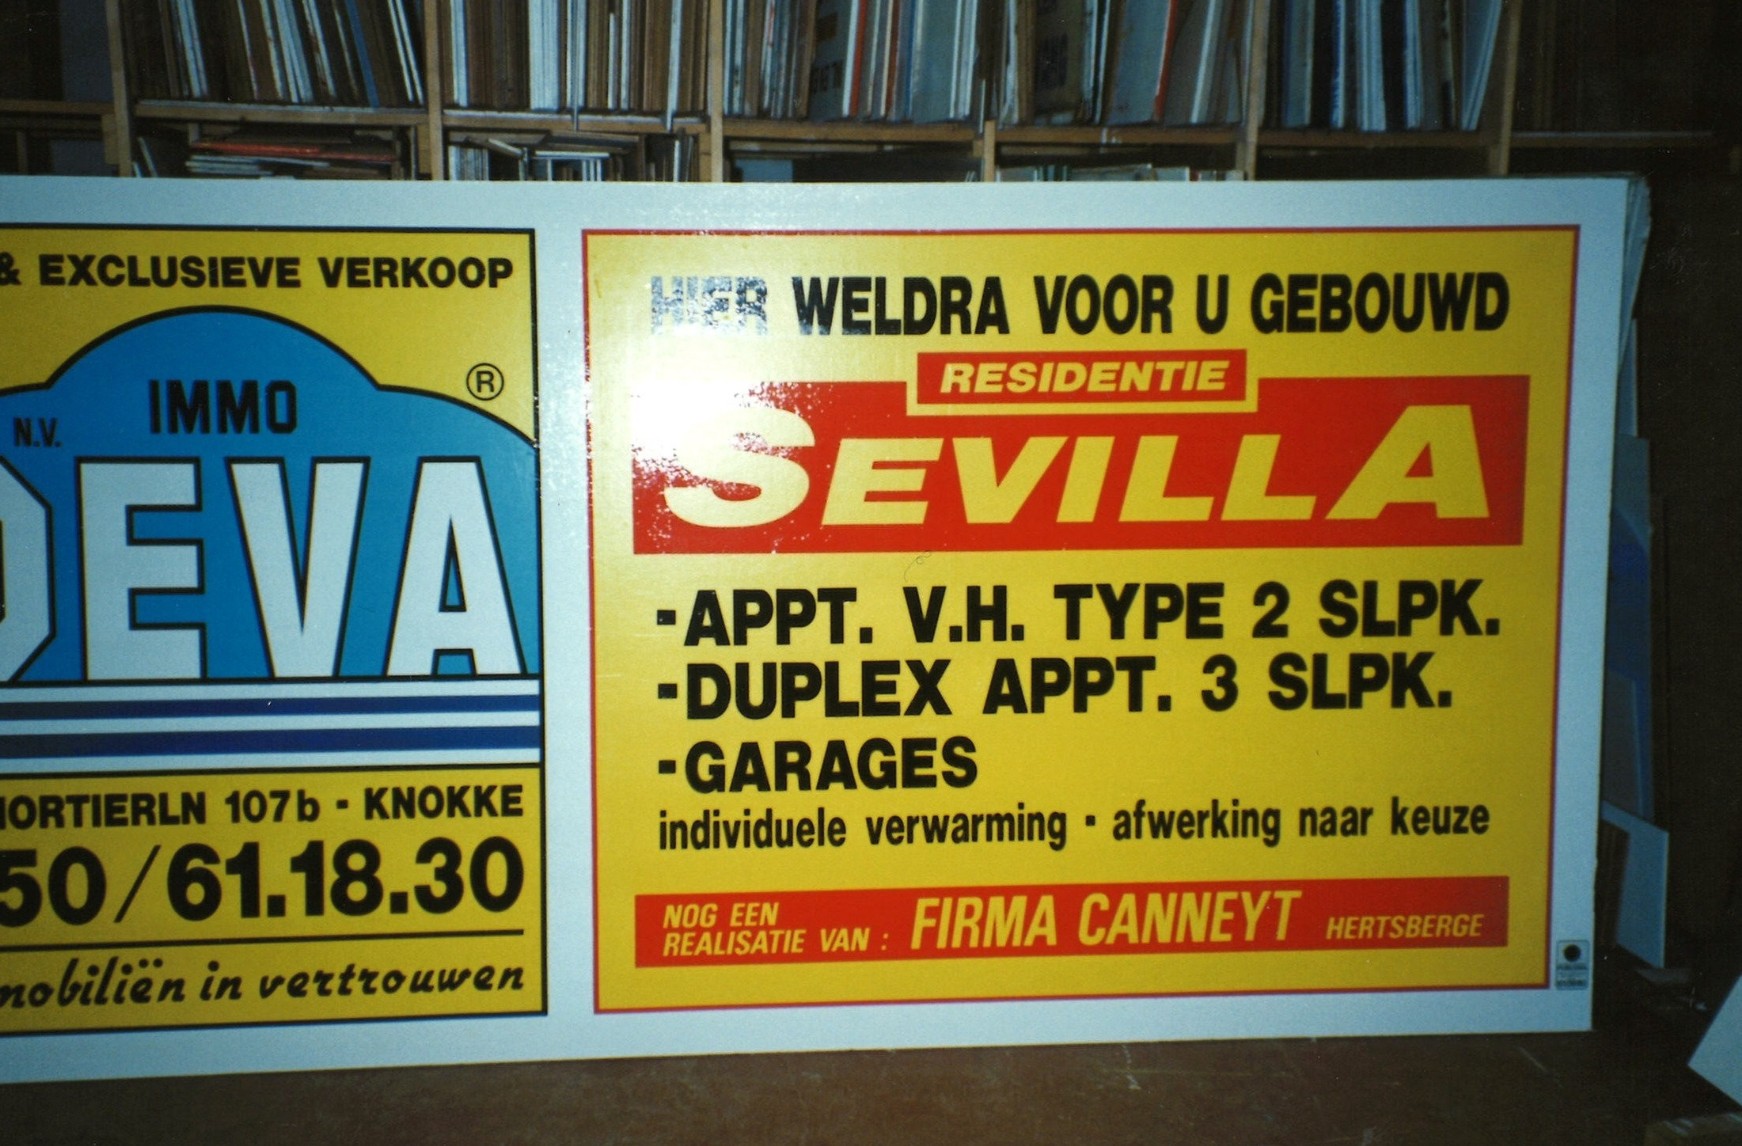 & EXCLUSIEVE VERKOOP
®
IMMO
N.V.
DEVA
MORTIERLN 107b - KNOKKE
50/61.18.30
mobiliën in vertrouwen
HIER WELDRA VOOR U GEBOUWD
RESIDENTIE
SEVILLA
- APPT. V.H. TYPE 2 SLPK.
- DUPLEX APPT. 3 SLPK.
- GARAGES
individuele verwarming - afwerking naar keuze
NOG EEN
REALISATIE VAN : FIRMA CANNEYT HERTSBERGE